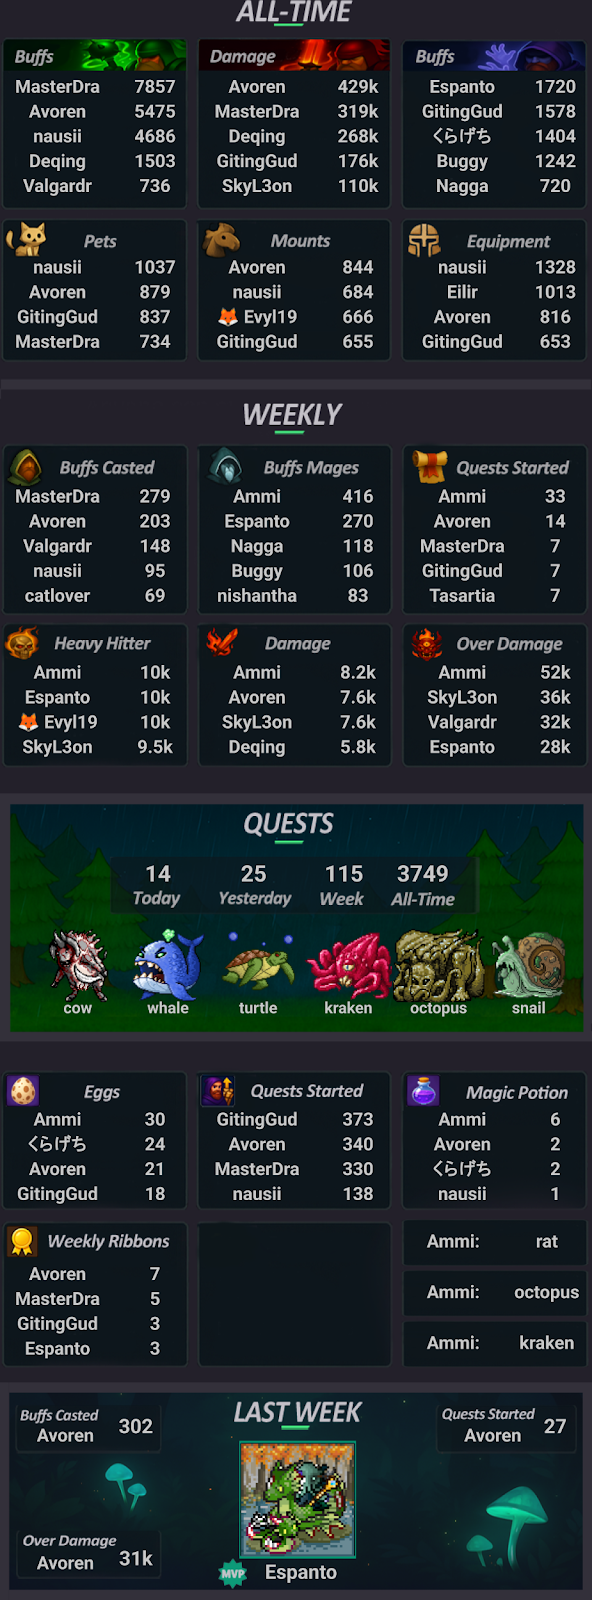 ALL-TIME
Buffs
MasterDra 7857
Avoren 5475
nausii 4686
Deqing 1503
Valgardr 736
Damage
Avoren 429k
MasterDra 319k
Deqing 268k
GitingGud 176k
SkyL3on 110k
Buffs
Espanto 1720
GitingGud 1578
くらげち 1404
Buggy 1242
Nagga 720
Pets
nausii 1037
Avoren 879
GitingGud 837
MasterDra 734
Mounts
Avoren 844
nausii 684
🦊 Evyl19 666
GitingGud 655
Equipment
nausii 1328
Eilir 1013
Avoren 816
GitingGud 653
WEEKLY
Buffs Casted
MasterDra 279
Avoren 203
Valgardr 148
nausii 95
catlover 69
Buffs Mages
Ammi 416
Espanto 270
Nagga 118
Buggy 106
nishantha 83
Quests Started
Ammi 33
Avoren 14
MasterDra 7
GitingGud 7
Tasartia 7
Heavy Hitter
Ammi 10k
Espanto 10k
🦊 Evyl19 10k
SkyL3on 9.5k
Damage
Ammi 8.2k
Avoren 7.6k
SkyL3on 7.6k
Deqing 5.8k
Over Damage
Ammi 52k
SkyL3on 36k
Valgardr 32k
Espanto 28k
QUESTS
14 25 115 3749
Today Yesterday Week All-Time
cow whale turtle kraken octopus snail
Eggs
Ammi 30
くらげち 24
Avoren 21
GitingGud 18
Quests Started
GitingGud 373
Avoren 340
MasterDra 330
nausii 138
Magic Potion
Ammi 6
Avoren 2
くらげち 2
nausii 1
Weekly Ribbons
Avoren 7
MasterDra 5
GitingGud 3
Espanto 3
Ammi: rat
Ammi: octopus
Ammi: kraken
LAST WEEK
Buffs Casted
Avoren 302
Quests Started
Avoren 27
Over Damage
Avoren 31k
MVP Espanto